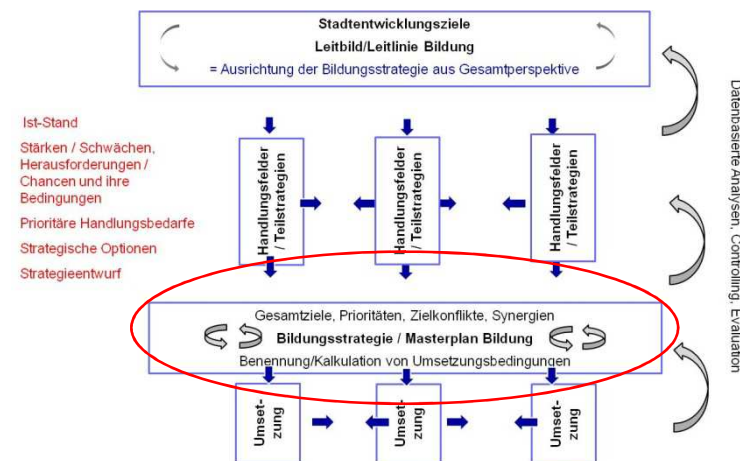 Stadtentwicklungsziele
Leitbild/Leitlinie Bildung
= Ausrichtung der Bildungsstrategie aus Gesamtperspektive
Ist-Stand
Stärken / Schwächen,
Herausforderungen /
Chancen und ihre
Bedingungen
Prioritäre Handlungsbedarfe
Strategische Optionen
Strategieentwurf
Handlungsfelder
/ Teilstrategien
Handlungsfelder
/ Teilstrategien
Handlungsfelder
/ Teilstrategien
Gesamtziele, Prioritäten, Zielkonflikte, Synergien
Bildungsstrategie / Masterplan Bildung
Benennung/Kalkulation von Umsetzungsbedingungen
Umset-
zung
Umset-
zung
Umset-
zung
Datenbasierte Analysen, Controlling, Evaluation